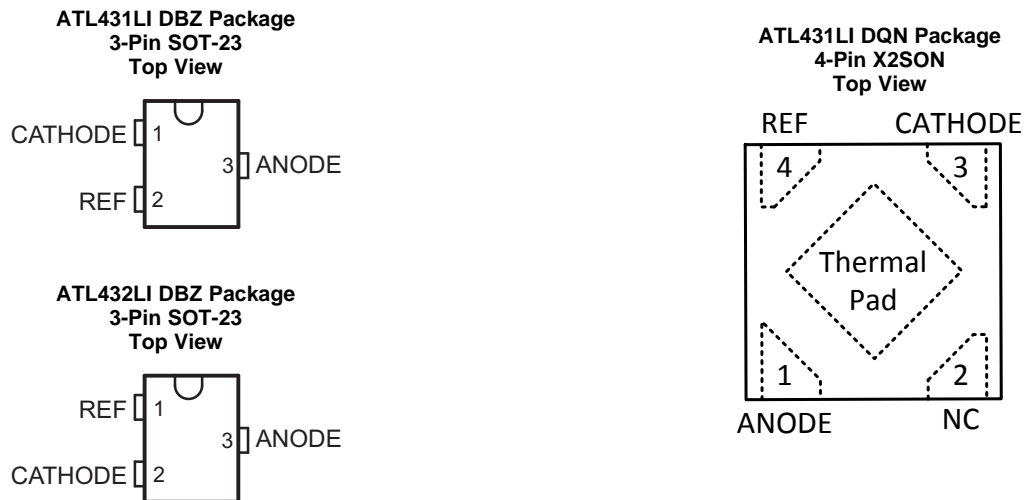 ATL431LI DBZ Package
3-Pin SOT-23
Top View
CATHODE 1
3 ANODE
REF 2
ATL432LI DBZ Package
3-Pin SOT-23
Top View
REF 1
3 ANODE
CATHODE 2
ATL431LI DQN Package
4-Pin X2SON
Top View
REF CATHODE
4 3
Thermal
Pad
1 2
ANODE NC